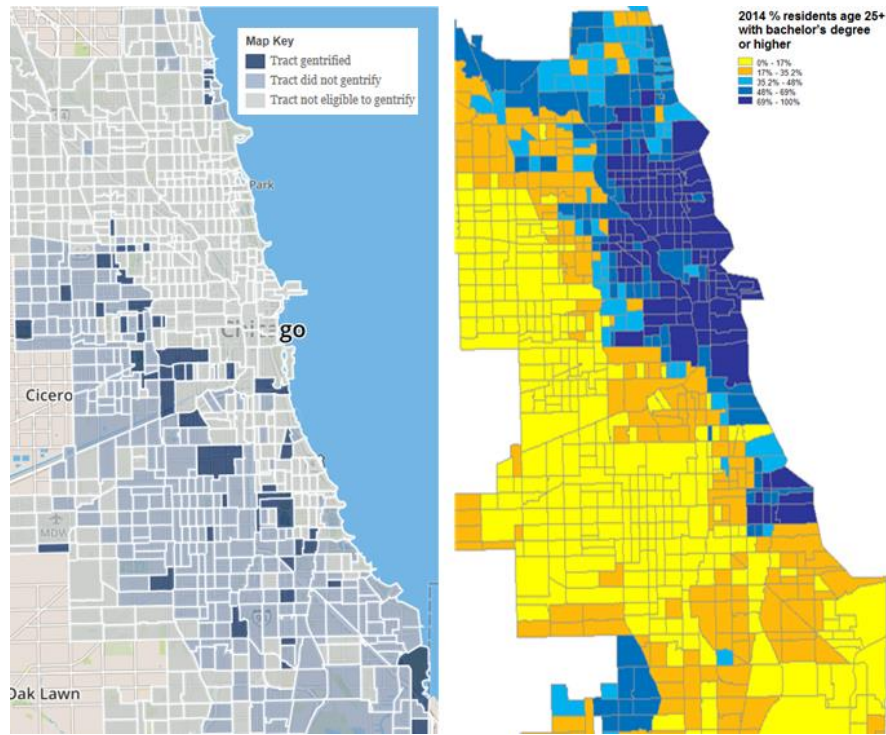 Map Key
Tract gentrified
Tract did not gentrify
Tract not eligible to gentrify
Park
Chicago
Cicero
MDW
Oak Lawn
2014 % residents age 25+
with bachelor's degree
or higher
0% - 17%
17% - 35.2%
35.2% - 48%
48% - 69%
69% - 100%